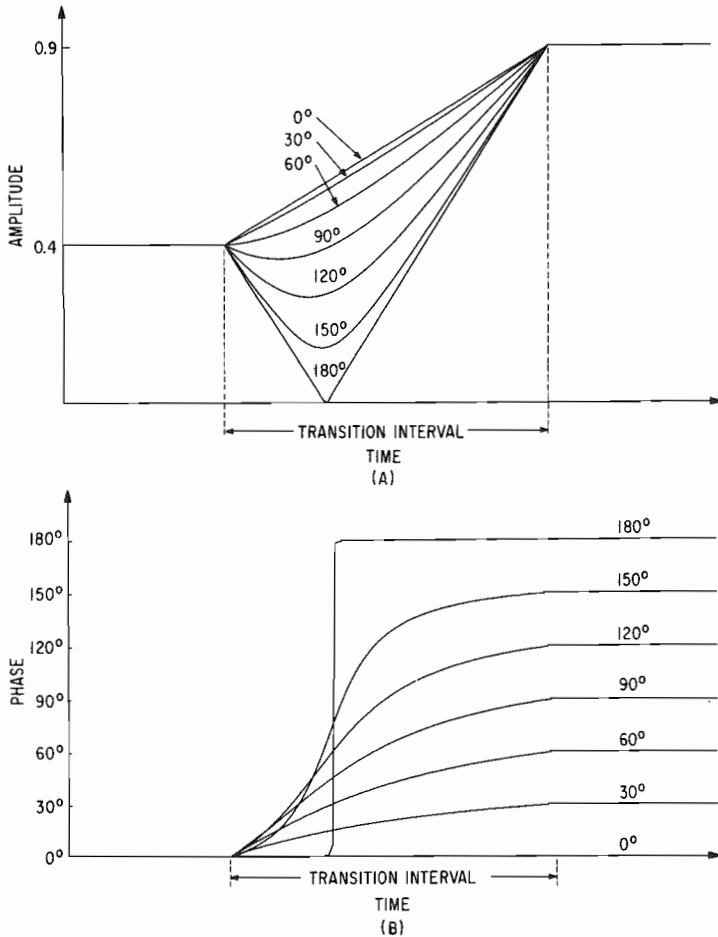 0.9
0°
30°
60°
AMPLITUDE
0.4
90°
120°
150°
180°
TRANSITION INTERVAL
TIME
(A)
180°
180°
150°
150°
120°
120°
PHASE
90°
90°
60°
60°
30°
30°
0°
0°
TRANSITION INTERVAL
TIME
(B)